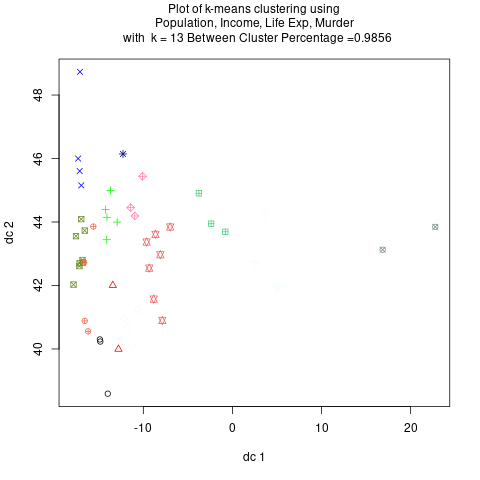 Plot of k-means clustering using
Population, Income, Life Exp, Murder
with k = 13 Between Cluster Percentage =0.9856
48
46
44
42
40
dc 2
-10
0
10
20
dc 1